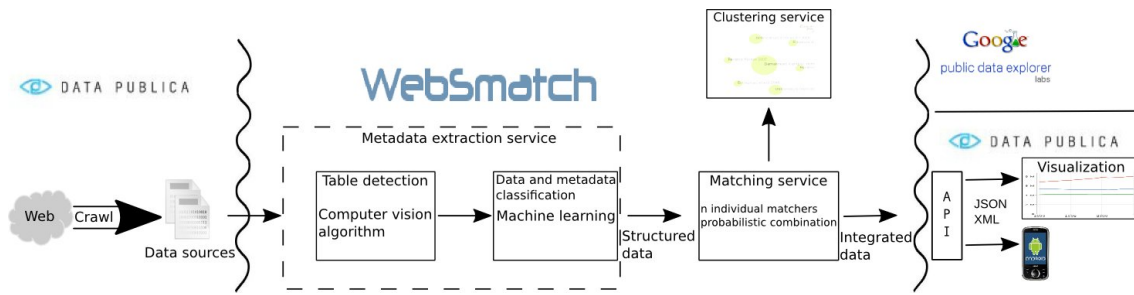 DATA PUBLICA
Web
Crawl
Data sources
WebSmatch
Metadata extraction service
Table detection
Computer vision
algorithm
Data and metadata
classification
Machine learning
Structured
data
Clustering service
Matching service
n individual matchers
probabilistic combination
Integrated
data
Google
public data explorer
labs
DATA PUBLICA
API
JSON
XML
Visualization